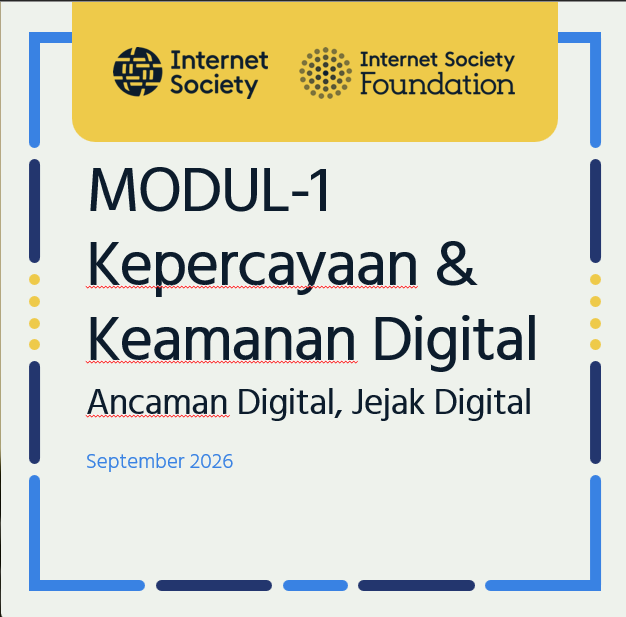 Internet Society
Internet Society Foundation
MODUL-1
Kepercayaan &
Keamanan Digital
Ancaman Digital, Jejak Digital
September 2026